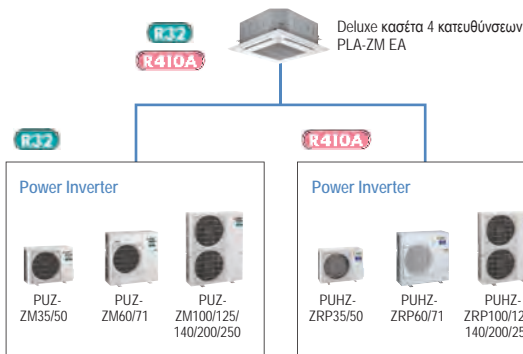 R32
R410A
Deluxe κασέτα 4 κατευθύνσεων
PLA-ZM EA
R32
R410A
Power Inverter
Power Inverter
PUZ-
ZM35/50
PUZ-
ZM60/71
PUZ-
ZM100/125/
140/200/250
PUHZ-
ZRP35/50
PUHZ-
ZRP60/71
PUHZ-